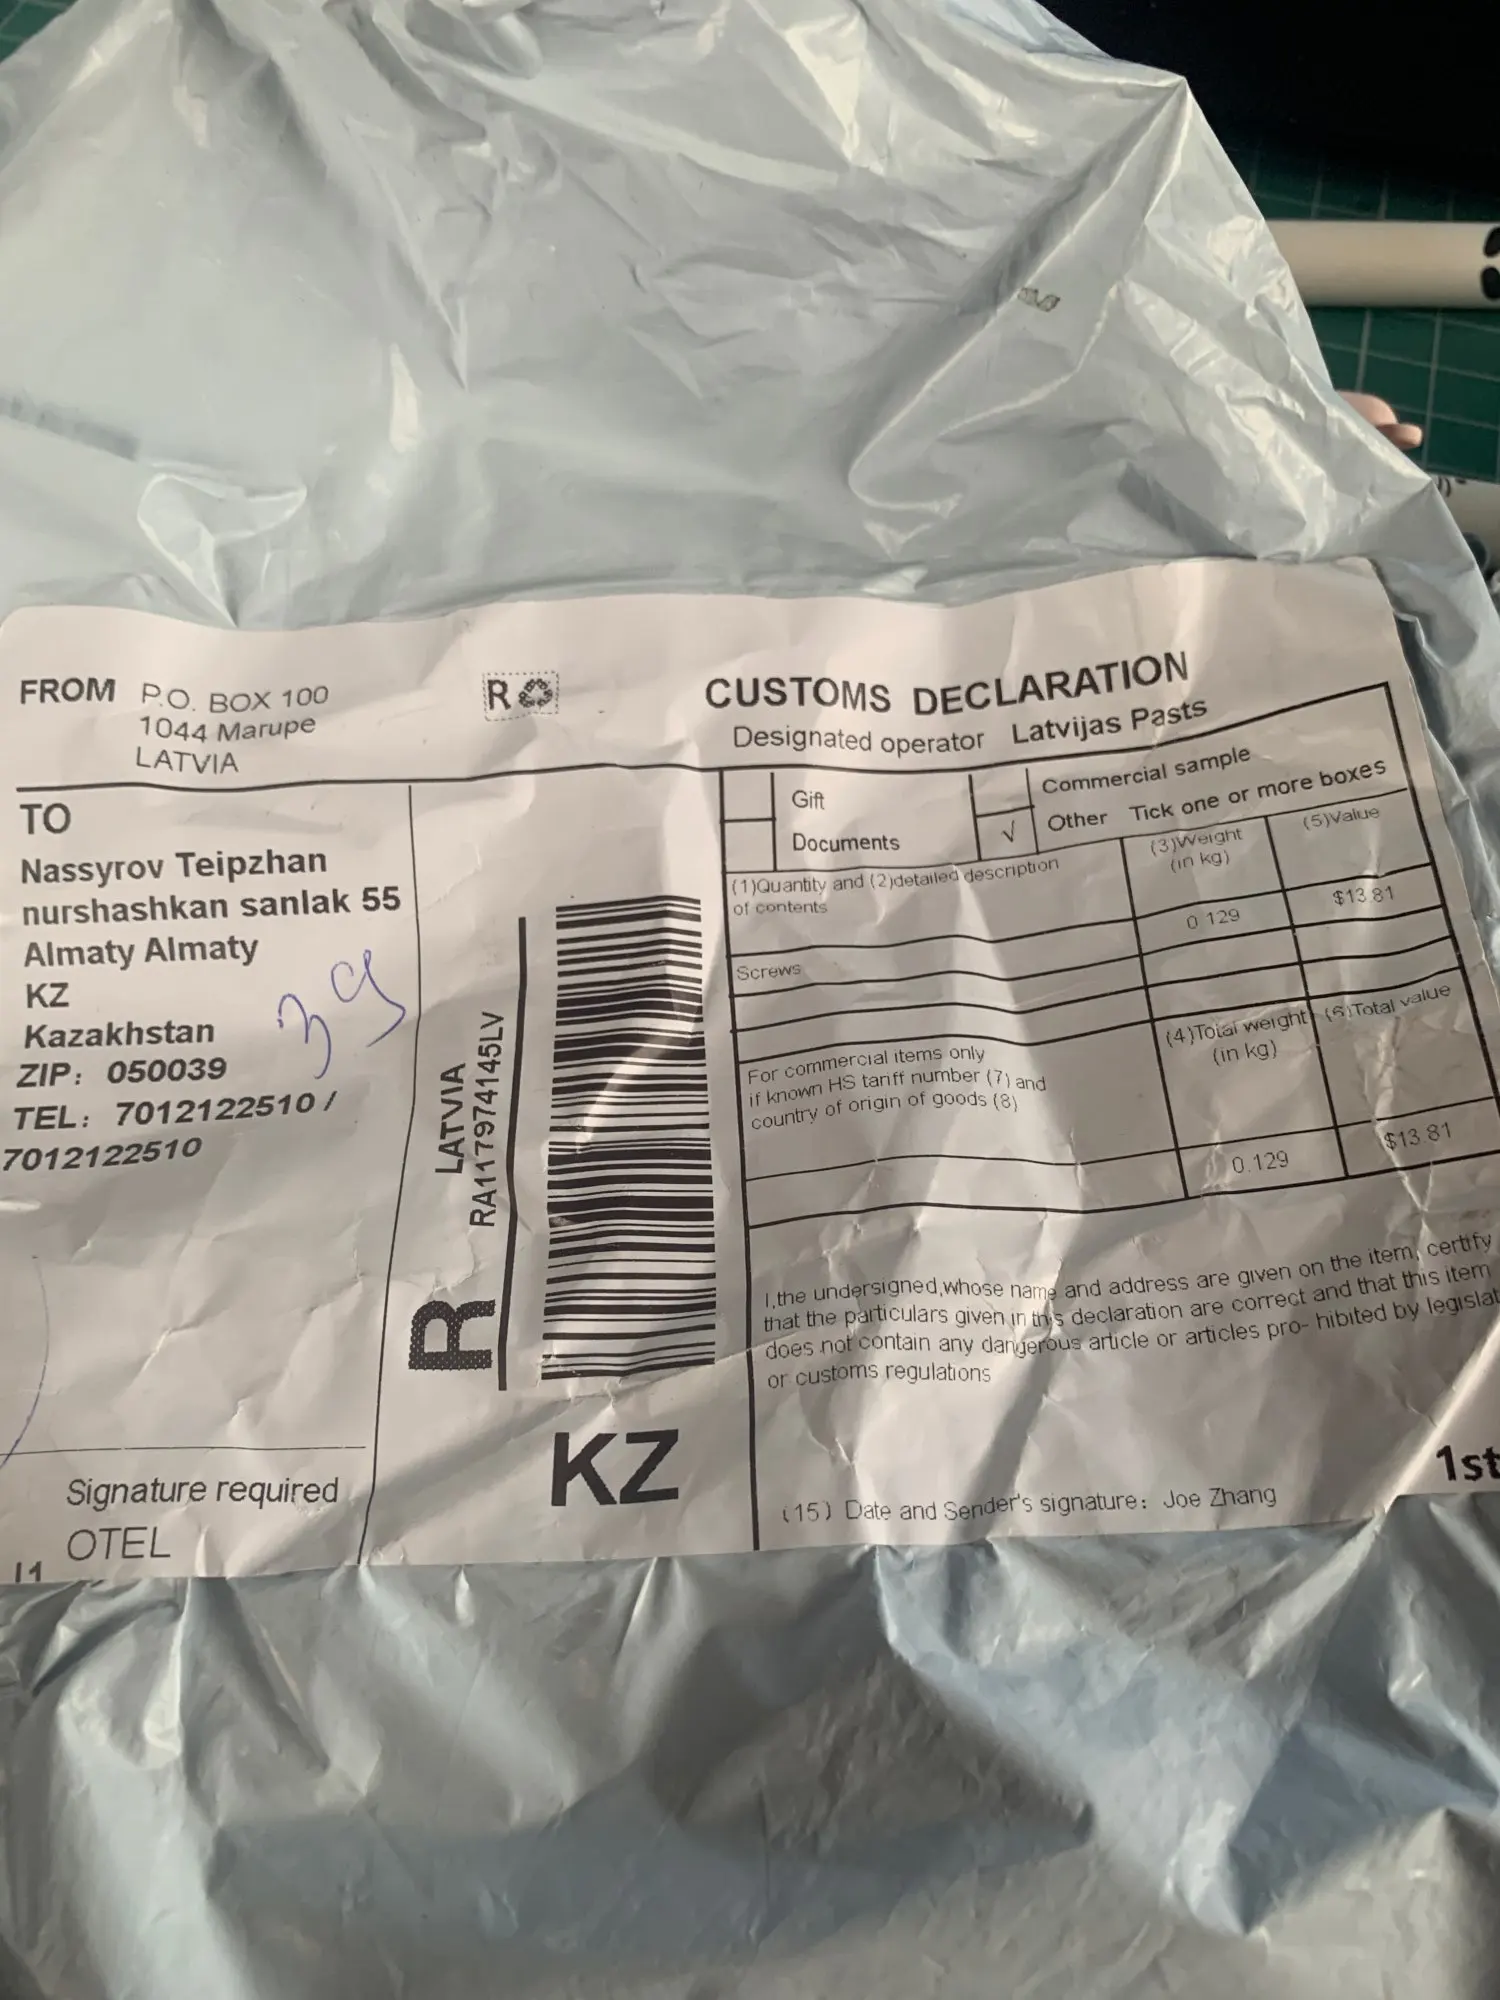 FROM P.O. BOX 100
1044 Marupe
LATVIA
R
CUSTOMS DECLARATION
Designated operator Latvijas Pasts
TO
Nassyrov Teipzhan
nurshashkan sanlak 55
Almaty Almaty
KZ
Kazakhstan
ZIP: 050039
TEL: 7012122510 /
7012122510
39
Signature required
OTEL
LATVIA
RA117974145LV
R
KZ
Gift
Commercial sample
Documents
√ Other Tick one or more boxes
(1)Quantity and (2)detailed description
of contents
(3)Weight
(in kg)
(5)Value
Screws
0.129
$13.81
For commercial items only
if known HS tariff number (7) and
country of origin of goods (8)
(4)Total weight
(in kg)
(6)Total value
0.129
$13.81
I,the undersigned,whose name and address are given on the item, certify
that the particulars given in this declaration are correct and that this item
does not contain any dangerous article or articles pro- hibited by legislat
or customs regulations
(15) Date and Sender's signature: Joe Zhang
1st